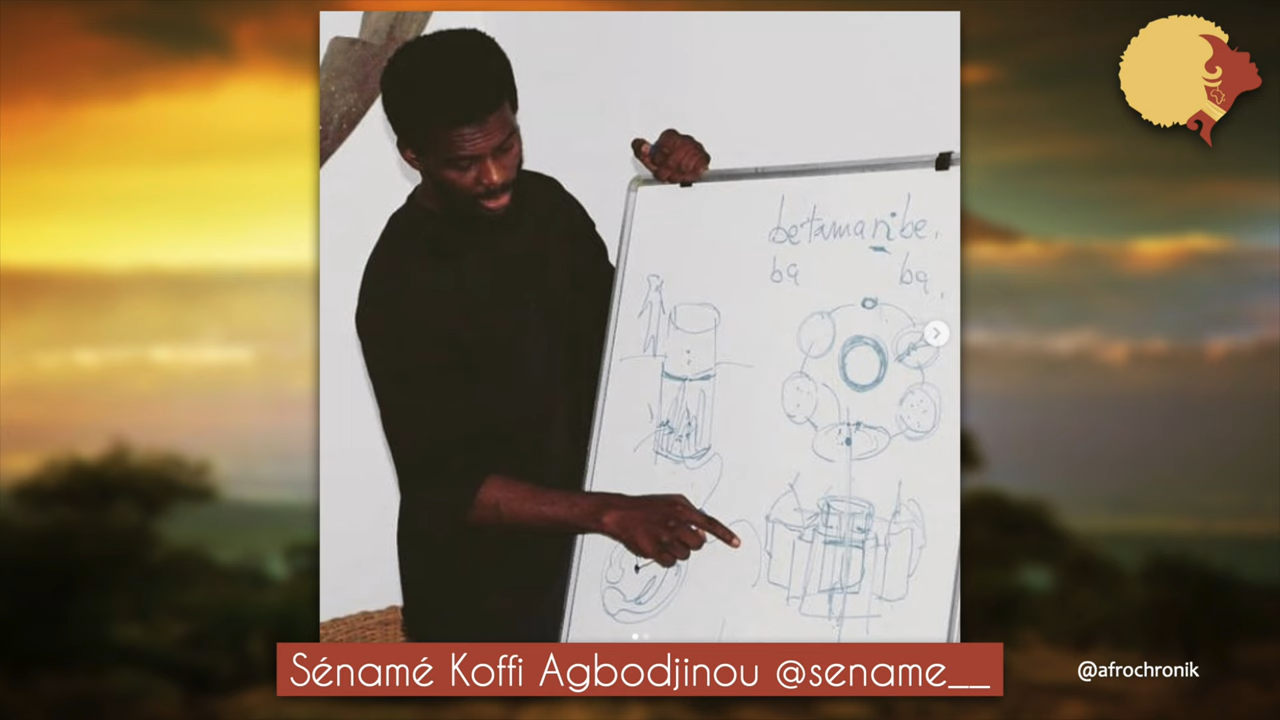 betamaribe.
ba ba.
Sénamé Koffi Agbodjinou @sename__
@afrochronik